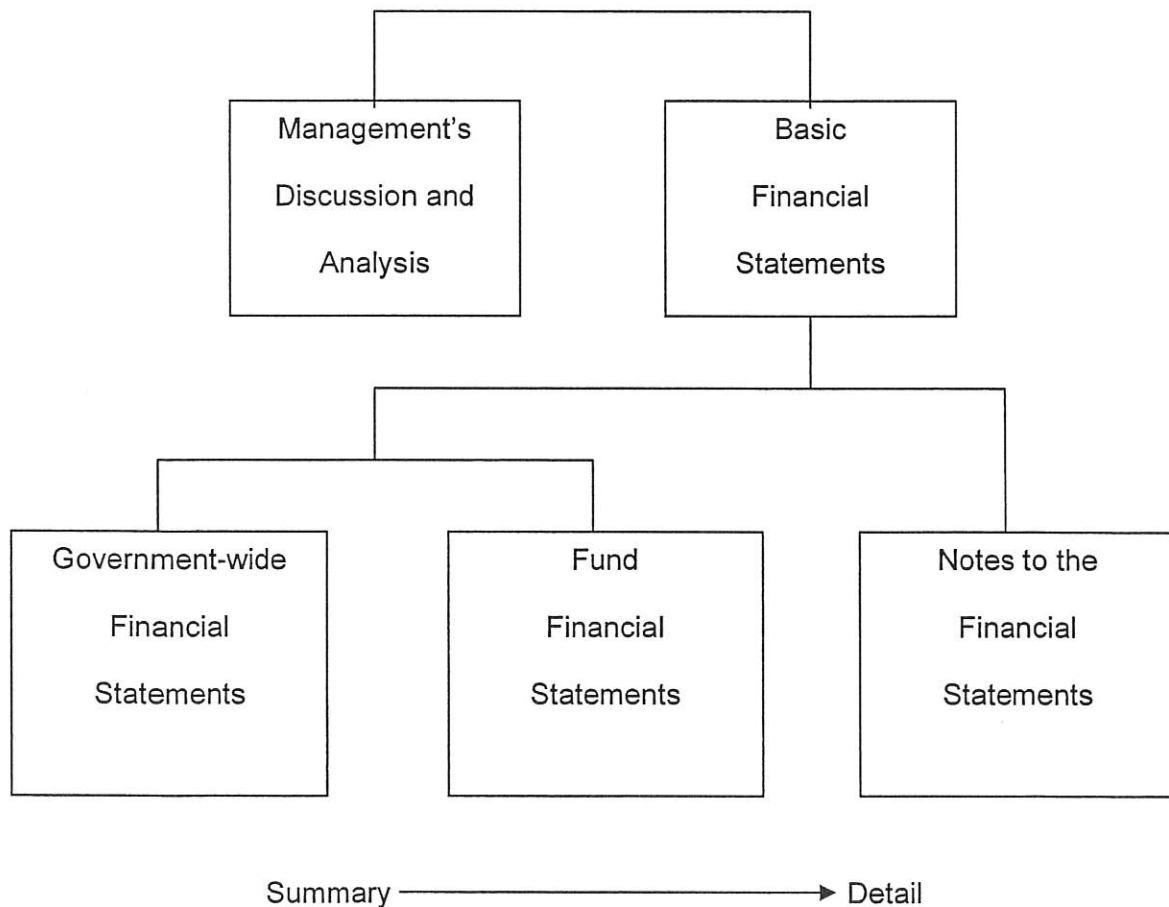 Management's
Discussion and
Analysis
Basic
Financial
Statements
Government-wide
Financial
Statements
Fund
Financial
Statements
Notes to the
Financial
Statements
Summary Detail